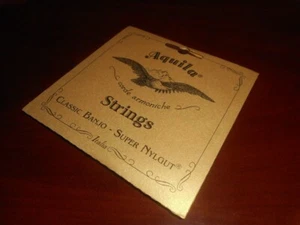 Aquila®
corde armoniche
Strings
Classic Banjo - Super Nylgut®
Italia